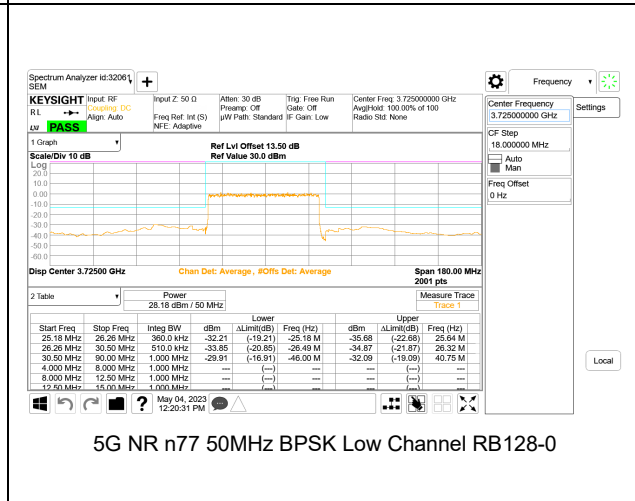 Spectrum Analyzer id:32061
SEM
+
Frequency
KEYSIGHT
Input: RF
Coupling: DC
Align: Auto
Input Z: 50 Ω
Freq Ref: Int (S)
NFE: Adaptive
Atten: 30 dB
Preamp: Off
µW Path: Standard
Trig: Free Run
Gate: Off
IF Gain: Low
Center Freq: 3.725000000 GHz
Avg|Hold: 100.00% of 100
Radio Std: None
R L
LW PASS
Center Frequency
3.725000000 GHz
Settings
CF Step
18.000000 MHz
Auto
Man
Freq Offset
0 Hz
Local
1 Graph
Scale/Div 10 dB
Ref Lvl Offset 13.50 dB
Ref Value 30.0 dBm
Log
20.0
10.0
0.00
-10.0
-20.0
-30.0
-40.0
-50.0
-60.0
Disp Center 3.72500 GHz
Chan Det: Average, #Offs Det: Average
Span 180.00 MHz
2001 pts
2 Table
Power
28.18 dBm / 50 MHz
Measure Trace
Trace 1
Lower Upper
Start Freq Stop Freq Integ BW dBm ΔLimit(dB) Freq (Hz) dBm ΔLimit(dB) Freq (Hz)
25.18 MHz 26.26 MHz 360.0 kHz -32.21 (-19.21) -25.18 M -35.68 (-22.68) 25.64 M
26.26 MHz 30.50 MHz 510.0 kHz -33.85 (-20.85) -26.49 M -34.87 (-21.87) 26.32 M
30.50 MHz 90.00 MHz 1.000 MHz -29.91 (-16.91) -46.00 M -32.09 (-19.09) 40.75 M
4.000 MHz 8.000 MHz 1.000 MHz --- (---) --- --- (---) ---
8.000 MHz 12.50 MHz 1.000 MHz --- (---) --- --- (---) ---
12.50 MHz 15.00 MHz 1.000 MHz --- (---) --- --- (---) ---
?
May 04, 2023
12:20:31 PM
5G NR n77 50MHz BPSK Low Channel RB128-0